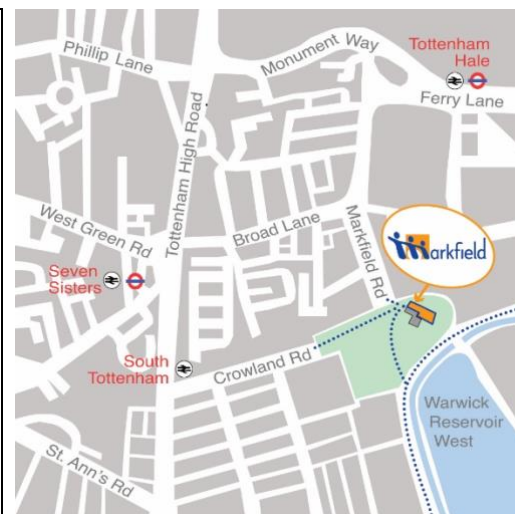 Phillip Lane
Monument Way
Tottenham
Hale
Ferry Lane
Tottenham High Road
West Green Rd
Broad Lane
Markfield Rd
Markfield
Seven
Sisters
South
Tottenham
Crowland Rd
Warwick
Reservoir
West
St. Ann's Rd